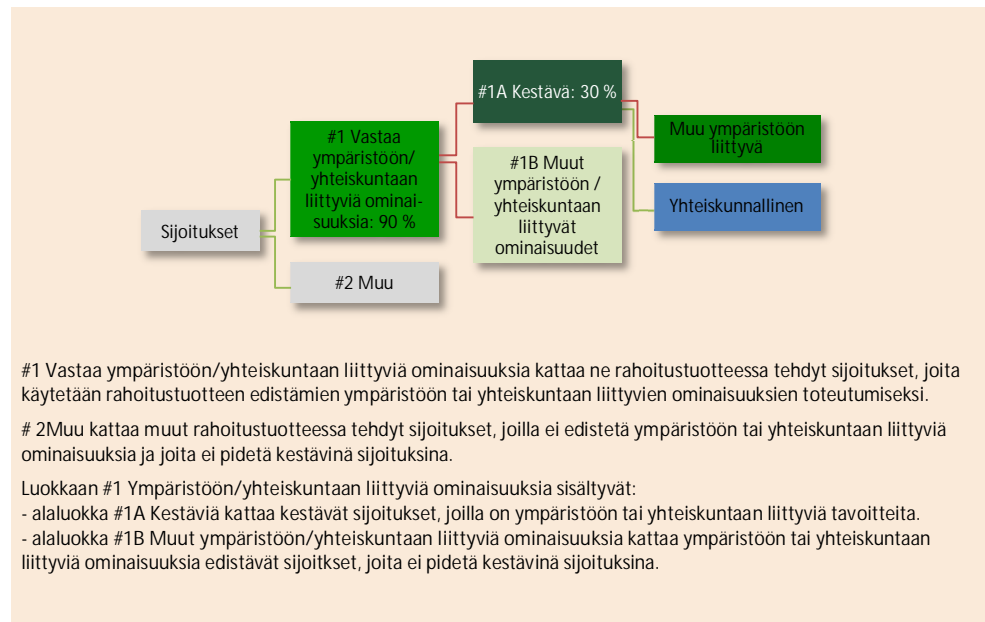 #1A Kestävä: 30 %
#1 Vastaa
ympäristöön/
yhteiskuntaan
liittyviä ominai-
suuksia: 90 %
Muu ympäristöön
liittyvä
#1B Muut
ympäristöön /
yhteiskuntaan
liittyvät
ominaisuudet
Yhteiskunnallinen
Sijoitukset
#2 Muu
#1 Vastaa ympäristöön/yhteiskuntaan liittyviä ominaisuuksia kattaa ne rahoitustuotteessa tehdyt sijoitukset, joita
käytetään rahoitustuotteen edistämien ympäristöön tai yhteiskuntaan liittyvien ominaisuuksien toteutumiseksi.
# 2Muu kattaa muut rahoitustuotteessa tehdyt sijoitukset, joilla ei edistetä ympäristöön tai yhteiskuntaan liittyviä
ominaisuuksia ja joita ei pidetä kestävinä sijoituksina.
Luokkaan #1 Ympäristöön/yhteiskuntaan liittyviä ominaisuuksia sisältyvät:
- alaluokka #1A Kestäviä kattaa kestävät sijoitukset, joilla on ympäristöön tai yhteiskuntaan liittyviä tavoitteita.
- alaluokka #1B Muut ympäristöön/yhteiskuntaan liittyviä ominaisuuksia kattaa ympäristöön tai yhteiskuntaan
liittyviä ominaisuuksia edistävät sijoitkset, joita ei pidetä kestävinä sijoituksina.